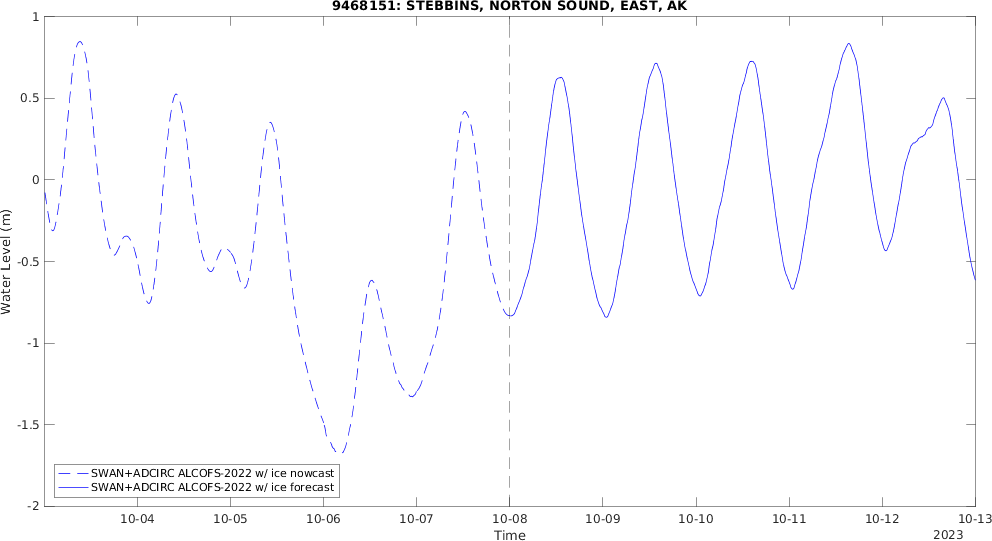 9468151: STEBBINS, NORTON SOUND, EAST, AK
1
0.5
0
-0.5
-1
-1.5
-2
Water Level (m)
SWAN+ADCIRC ALCOFS-2022 w/ ice nowcast
SWAN+ADCIRC ALCOFS-2022 w/ ice forecast
10-04 10-05 10-06 10-07 10-08 10-09 10-10 10-11 10-12 10-13
Time
2023